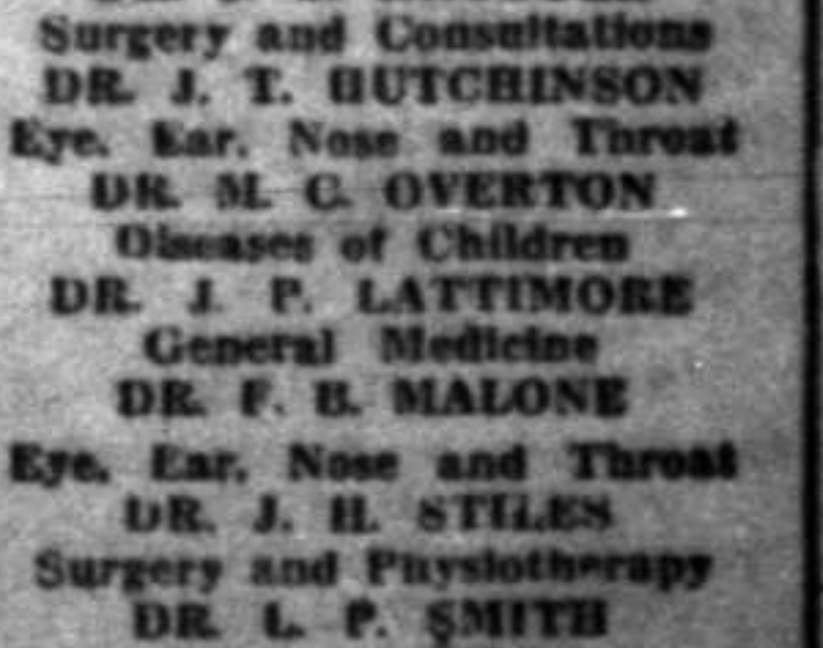 Surgery and Consultations
DR. J. T. HUTCHINSON
Eye, Ear, Nose and Throat
DR. M. C. OVERTON
Diseases of Children
DR. J. P. LATTIMORE
General Medicine
DR. F. B. MALONE
Eye, Ear, Nose and Throat
DR. J. H. STILES
Surgery and Physiotherapy
DR. L. P. SMITH